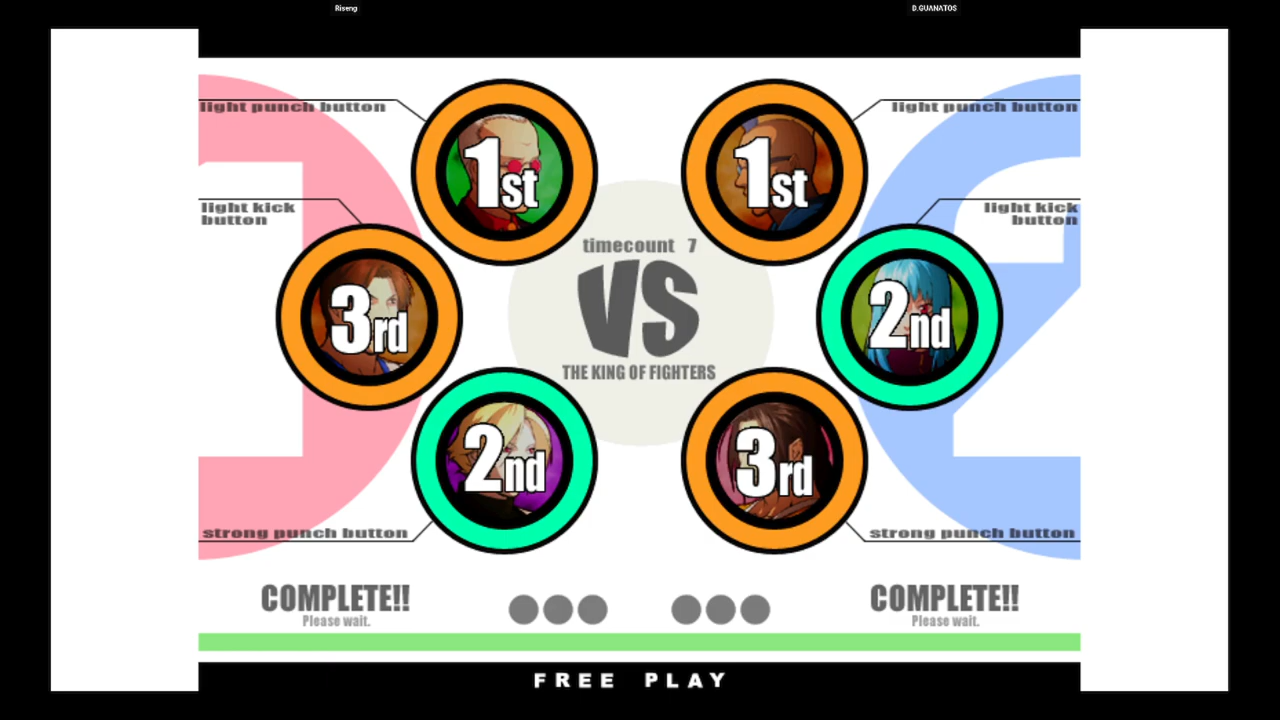 Riseng
D.GUANATOS
light punch button
light punch button
1st
1st
light kick
button
light kick
button
timecount 7
3rd
VS
2nd
THE KING OF FIGHTERS
2nd
3rd
strong punch button
strong punch button
COMPLETE!!
Please wait.
COMPLETE!!
Please wait.
FREE PLAY
1
2